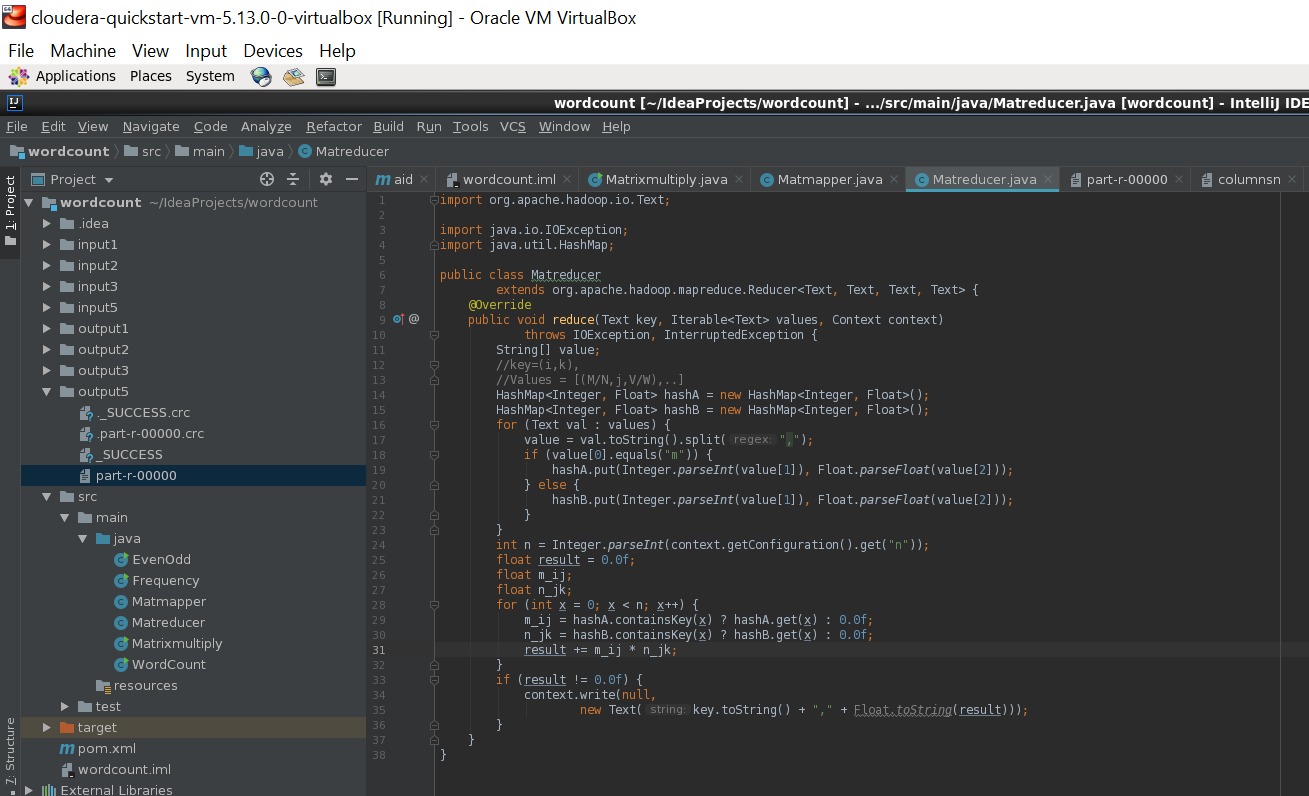 cloudera-quickstart-vm-5.13.0-0-virtualbox [Running] - Oracle VM VirtualBox
File Machine View Input Devices Help
Applications Places System
wordcount [~/IdeaProjects/wordcount] - .../src/main/java/Matreducer.java [wordcount] - IntelliJ IDE
File Edit View Navigate Code Analyze Refactor Build Run Tools VCS Window Help
wordcount src main java Matreducer
1: Project
Project
wordcount ~/IdeaProjects/wordcount
.idea
input1
input2
input3
input5
output1
output2
output3
output5
._SUCCESS.crc
.part-r-00000.crc
_SUCCESS
part-r-00000
src
main
java
EvenOdd
Frequency
Matmapper
Matreducer
Matrixmultiply
WordCount
resources
test
target
pom.xml
wordcount.iml
External Libraries
7: Structure
aid wordcount.iml Matrixmultiply.java Matmapper.java Matreducer.java part-r-00000 columnsn
1 import org.apache.hadoop.io.Text;
2
3 import java.io.IOException;
4 import java.util.HashMap;
5
6 public class Matreducer
7 extends org.apache.hadoop.mapreduce.Reducer<Text, Text, Text, Text> {
8 @Override
9 public void reduce(Text key, Iterable<Text> values, Context context)
10 throws IOException, InterruptedException {
11 String[] value;
12 //key=(i,k),
13 //Values = [(M/N,j,V/W),..]
14 HashMap<Integer, Float> hashA = new HashMap<Integer, Float>();
15 HashMap<Integer, Float> hashB = new HashMap<Integer, Float>();
16 for (Text val : values) {
17 value = val.toString().split( regex: ",");
18 if (value[0].equals("m")) {
19 hashA.put(Integer.parseInt(value[1]), Float.parseFloat(value[2]));
20 } else {
21 hashB.put(Integer.parseInt(value[1]), Float.parseFloat(value[2]));
22 }
23 }
24 int n = Integer.parseInt(context.getConfiguration().get("n"));
25 float result = 0.0f;
26 float m_ij;
27 float n_jk;
28 for (int x = 0; x < n; x++) {
29 m_ij = hashA.containsKey(x) ? hashA.get(x) : 0.0f;
30 n_jk = hashB.containsKey(x) ? hashB.get(x) : 0.0f;
31 result += m_ij * n_jk;
32 }
33 if (result != 0.0f) {
34 context.write(null,
35 new Text( string: key.toString() + "," + Float.toString(result)));
36 }
37 }
38 }